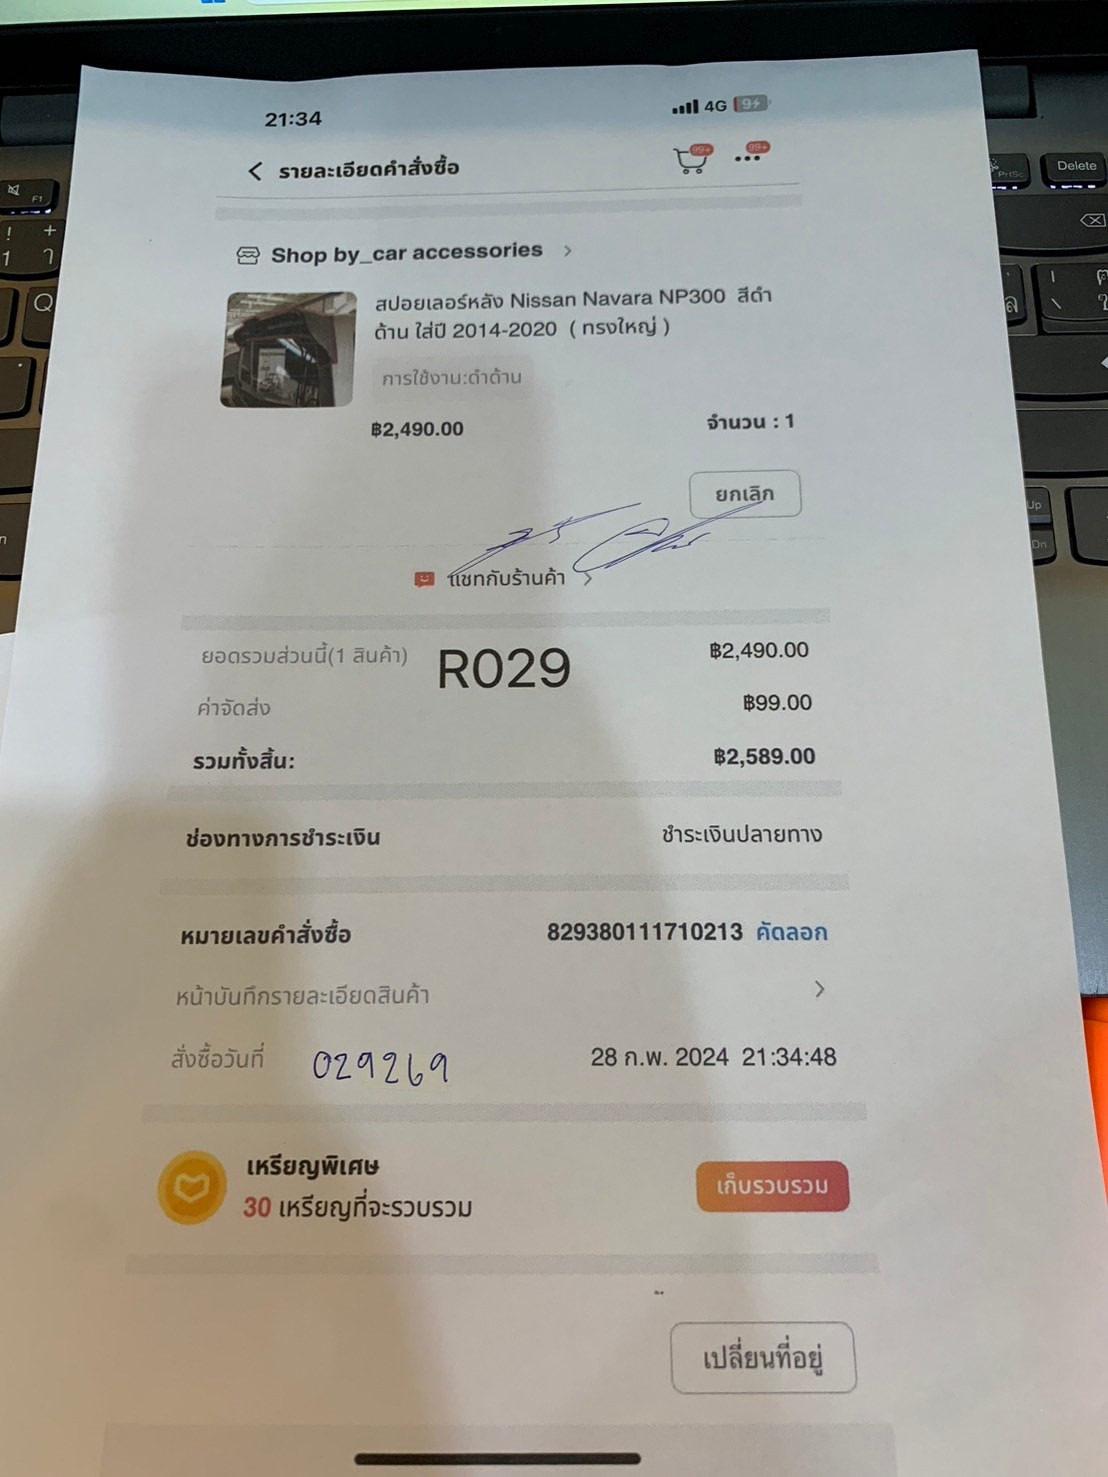 21:34 4G 9
รายละเอียดคำสั่งซื้อ 99+ 99+
Shop by_car accessories
สปอยเลอร์หลัง Nissan Navara NP300 สีดำ
ด้าน ใส่ปี 2014-2020 ( ทรงใหญ่ )
การใช้งาน:ดำด้าน
฿2,490.00 จำนวน : 1
ยกเลิก
แชทกับร้านค้า
ยอดรวมส่วนนี้(1 สินค้า) R029 ฿2,490.00
ค่าจัดส่ง ฿99.00
รวมทั้งสิ้น: ฿2,589.00
ช่องทางการชำระเงิน ชำระเงินปลายทาง
หมายเลขคำสั่งซื้อ 829380111710213 คัดลอก
หน้าบันทึกรายละเอียดสินค้า
สั่งซื้อวันที่ 029269 28 ก.พ. 2024 21:34:48
เหรียญพิเศษ
30 เหรียญที่จะรวบรวม
เก็บรวบรวม
เปลี่ยนที่อยู่
F1
PrtSc
Delete
Q